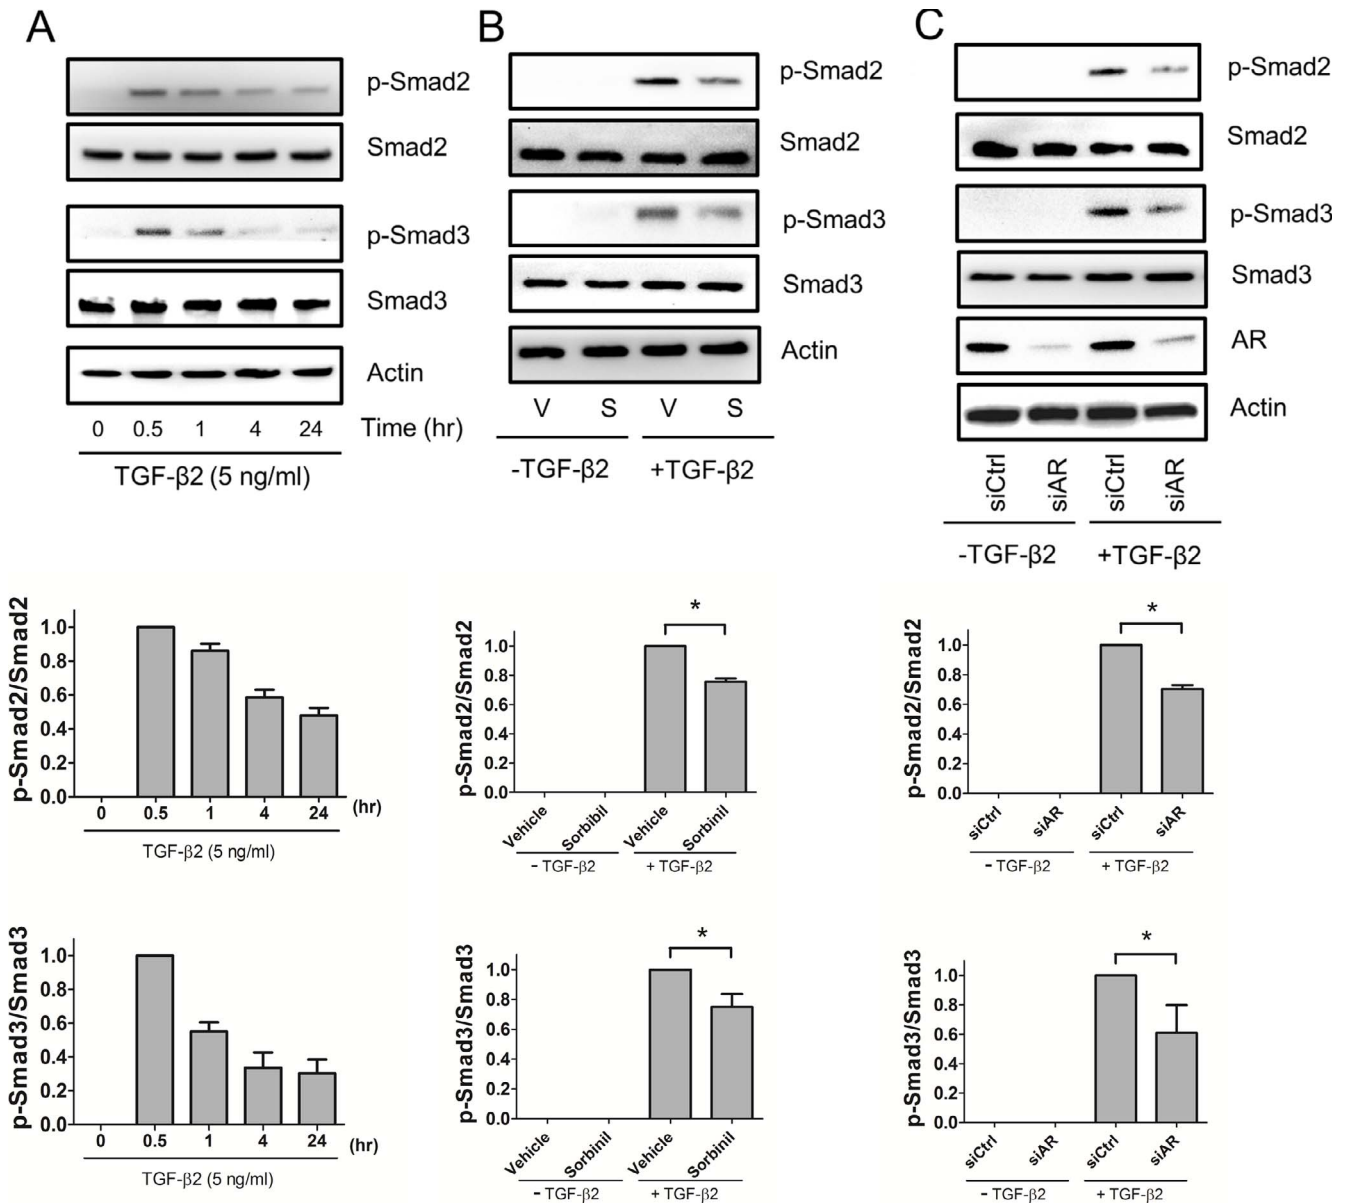 A
p-Smad2
Smad2
p-Smad3
Smad3
Actin
0 0.5 1 4 24 Time (hr)
TGF-β2 (5 ng/ml)
B
p-Smad2
Smad2
p-Smad3
Smad3
Actin
V S V S
-TGF-β2 +TGF-β2
C
p-Smad2
Smad2
p-Smad3
Smad3
AR
Actin
siCtrl siAR siCtrl siAR
-TGF-β2 +TGF-β2
p-Smad2/Smad2
1.0
0.8
0.6
0.4
0.2
0.0
0 0.5 1 4 24 (hr)
TGF-β2 (5 ng/ml)
p-Smad2/Smad2
*
1.0
0.8
0.6
0.4
0.2
0.0
Vehicle Sorbibil Vehicle Sorbinil
- TGF-β2 + TGF-β2
p-Smad2/Smad2
*
1.0
0.8
0.6
0.4
0.2
0.0
siCtrl siAR siCtrl siAR
- TGF-β2 + TGF-β2
p-Smad3/Smad3
1.0
0.8
0.6
0.4
0.2
0.0
0 0.5 1 4 24 (hr)
TGF-β2 (5 ng/ml)
p-Smad3/Smad3
*
1.0
0.8
0.6
0.4
0.2
0.0
Vehicle Sorbinil Vehicle Sorbinil
- TGF-β2 + TGF-β2
p-Smad3/Smad3
*
1.0
0.8
0.6
0.4
0.2
0.0
siCtrl siAR siCtrl siAR
- TGF-β2 + TGF-β2